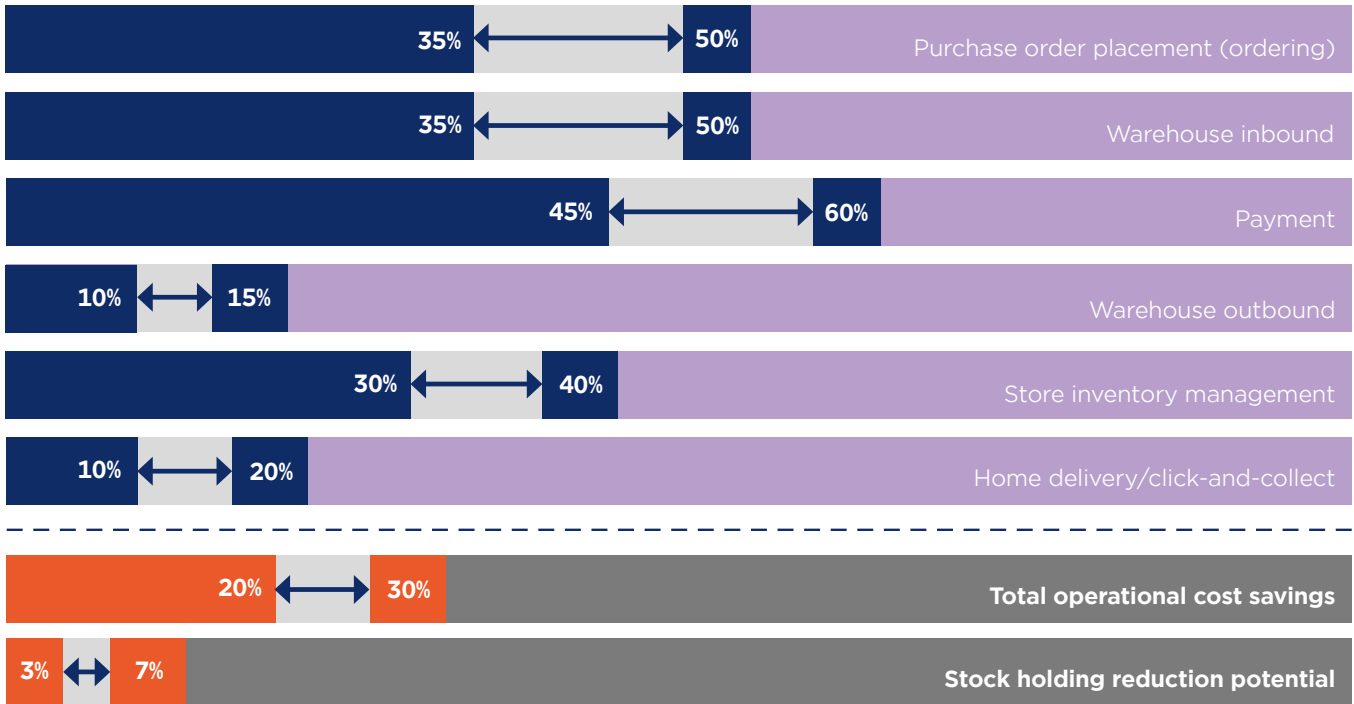 35% 50% Purchase order placement (ordering)
35% 50% Warehouse inbound
45% 60% Payment
10% 15% Warehouse outbound
30% 40% Store inventory management
10% 20% Home delivery/click-and-collect
20% 30% Total operational cost savings
3% 7% Stock holding reduction potential